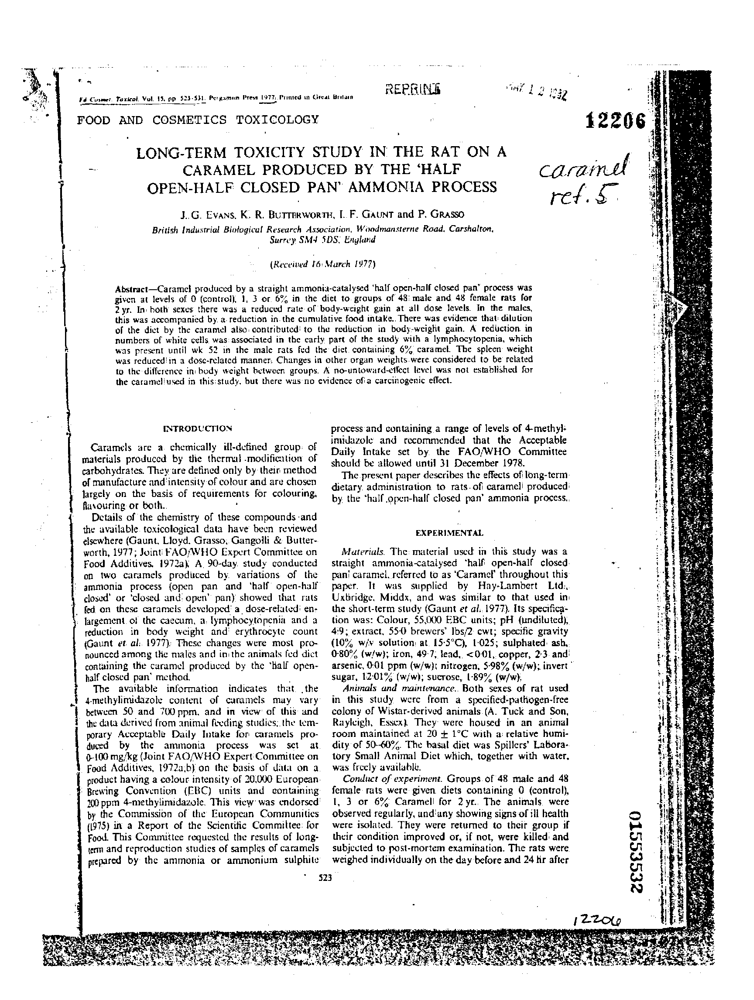 REPRINT
Fd Cosmet. Toxicol. Vol. 15, pp. 523-531. Pergamon Press 1977. Printed in Great Britain
12206
FOOD AND COSMETICS TOXICOLOGY
LONG-TERM TOXICITY STUDY IN THE RAT ON A
CARAMEL PRODUCED BY THE ‘HALF
OPEN-HALF CLOSED PAN’ AMMONIA PROCESS
caramel
ref. 5
J. G. EVANS, K. R. BUTTERWORTH, I. F. GAUNT and P. GRASSO
British Industrial Biological Research Association, Woodmansterne Road, Carshalton,
Surrey SM4 5DS, England
(Received 16 March 1977)
Abstract—Caramel produced by a straight ammonia-catalysed ‘half open-half closed pan’ process was
given at levels of 0 (control), 1, 3 or 6% in the diet to groups of 48 male and 48 female rats for
2 yr. In both sexes there was a reduced rate of body-weight gain at all dose levels. In the males,
this was accompanied by a reduction in the cumulative food intake. There was evidence that dilution
of the diet by the caramel also contributed to the reduction in body-weight gain. A reduction in
numbers of white cells was associated in the early part of the study with a lymphocytopenia, which
was present until wk 52 in the male rats fed the diet containing 6% caramel. The spleen weight
was reduced in a dose-related manner. Changes in other organ weights were considered to be related
to the difference in body weight between groups. A no-untoward-effect level was not established for
the caramel used in this study, but there was no evidence of a carcinogenic effect.
INTRODUCTION
Caramels are a chemically ill-defined group of
materials produced by the thermal modification of
carbohydrates. They are defined only by their method
of manufacture and intensity of colour and are chosen
largely on the basis of requirements for colouring,
flavouring or both.
Details of the chemistry of these compounds and
the available toxicological data have been reviewed
elsewhere (Gaunt, Lloyd, Grasso, Gangolli & Butter-
worth, 1977; Joint FAO/WHO Expert Committee on
Food Additives, 1972a). A 90-day study conducted
on two caramels produced by variations of the
ammonia process (open pan and ‘half open-half
closed’ or ‘closed and open’ pan) showed that rats
fed on these caramels developed a dose-related en-
largement of the caecum, a lymphocytopenia and a
reduction in body weight and erythrocyte count
(Gaunt et al. 1977). These changes were most pro-
nounced among the males and in the animals fed diet
containing the caramel produced by the ‘half open-
half closed pan’ method.
The available information indicates that the
4-methylimidazole content of caramels may vary
between 50 and 700 ppm, and in view of this and
the data derived from animal feeding studies, the tem-
porary Acceptable Daily Intake for caramels pro-
duced by the ammonia process was set at
0-100 mg/kg (Joint FAO/WHO Expert Committee on
Food Additives, 1972a,b) on the basis of data on a
product having a colour intensity of 20,000 European
Brewing Convention (EBC) units and containing
200 ppm 4-methylimidazole. This view was endorsed
by the Commission of the European Communities
(1975) in a Report of the Scientific Committee for
Food. This Committee requested the results of long-
term and reproduction studies of samples of caramels
prepared by the ammonia or ammonium sulphite
process and containing a range of levels of 4-methyl-
imidazole and recommended that the Acceptable
Daily Intake set by the FAO/WHO Committee
should be allowed until 31 December 1978.
The present paper describes the effects of long-term
dietary administration to rats of caramel produced
by the ‘half open-half closed pan’ ammonia process.
EXPERIMENTAL
Materials. The material used in this study was a
straight ammonia-catalysed ‘half open-half closed
pan’ caramel, referred to as ‘Caramel’ throughout this
paper. It was supplied by Hay-Lambert Ltd.,
Uxbridge, Middx, and was similar to that used in
the short-term study (Gaunt et al. 1977). Its specifica-
tion was: Colour, 55,000 EBC units; pH (undiluted),
4·9; extract, 55·0 brewers’ lbs/2 cwt; specific gravity
(10% w/v solution at 15·5°C), 1·025; sulphated ash,
0·80% (w/w); iron, 49·7, lead, <0·01, copper, 2·3 and
arsenic, 0·01 ppm (w/w); nitrogen, 5·98% (w/w); invert
sugar, 12·01% (w/w); sucrose, 1·89% (w/w).
Animals and maintenance. Both sexes of rat used
in this study were from a specified-pathogen-free
colony of Wistar-derived animals (A. Tuck and Son,
Rayleigh, Essex). They were housed in an animal
room maintained at 20 ± 1°C with a relative humi-
dity of 50-60%. The basal diet was Spillers’ Labora-
tory Small Animal Diet which, together with water,
was freely available.
Conduct of experiment. Groups of 48 male and 48
female rats were given diets containing 0 (control),
1, 3 or 6% Caramel for 2 yr. The animals were
observed regularly, and any showing signs of ill health
were isolated. They were returned to their group if
their condition improved or, if not, were killed and
subjected to post-mortem examination. The rats were
weighed individually on the day before and 24 hr after
523
01553532
12206